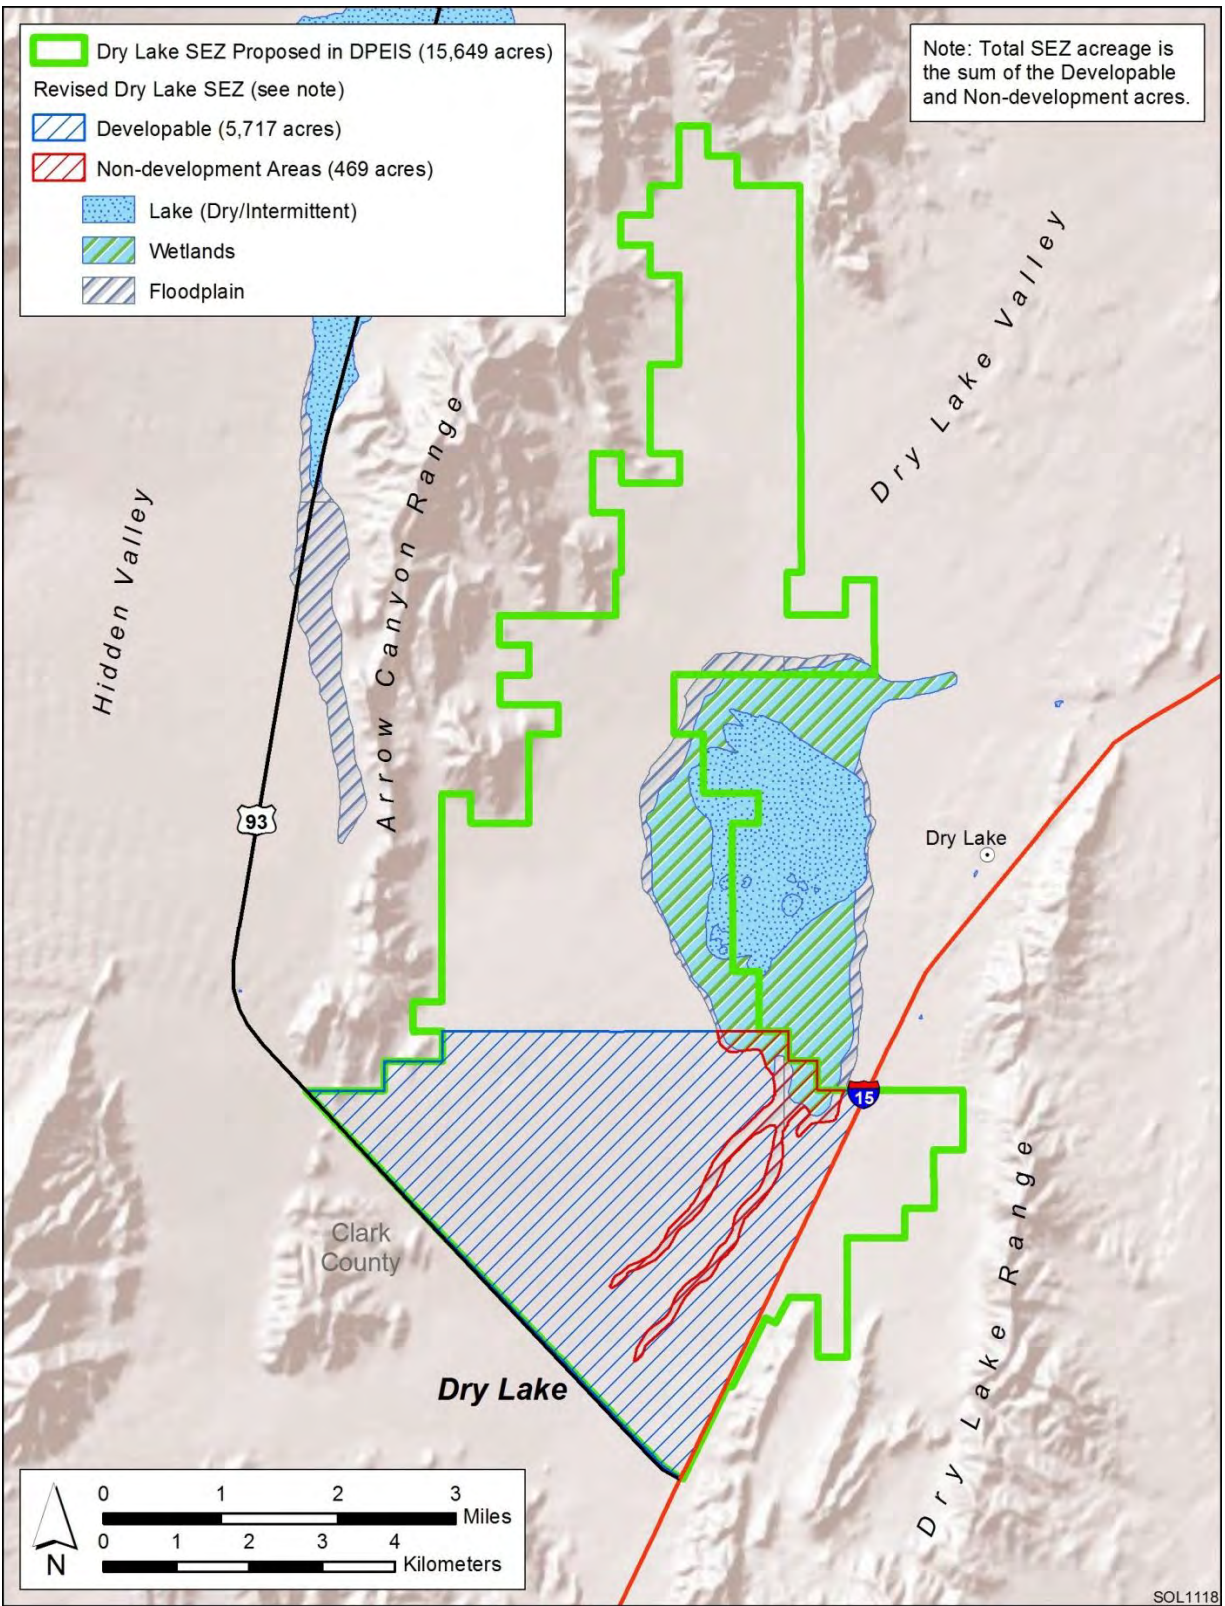 Dry Lake SEZ Proposed in DPEIS (15,649 acres)
Revised Dry Lake SEZ (see note)
Developable (5,717 acres)
Non-development Areas (469 acres)
Lake (Dry/Intermittent)
Wetlands
Floodplain
Note: Total SEZ acreage is
the sum of the Developable
and Non-development acres.
Dry Lake Valley
Hidden Valley
Arrow Canyon Range
93
Dry Lake
15
Clark
County
Dry Lake Range
Dry Lake
0 1 2 3
Miles
0 1 2 3 4
Kilometers
N
SOL1118